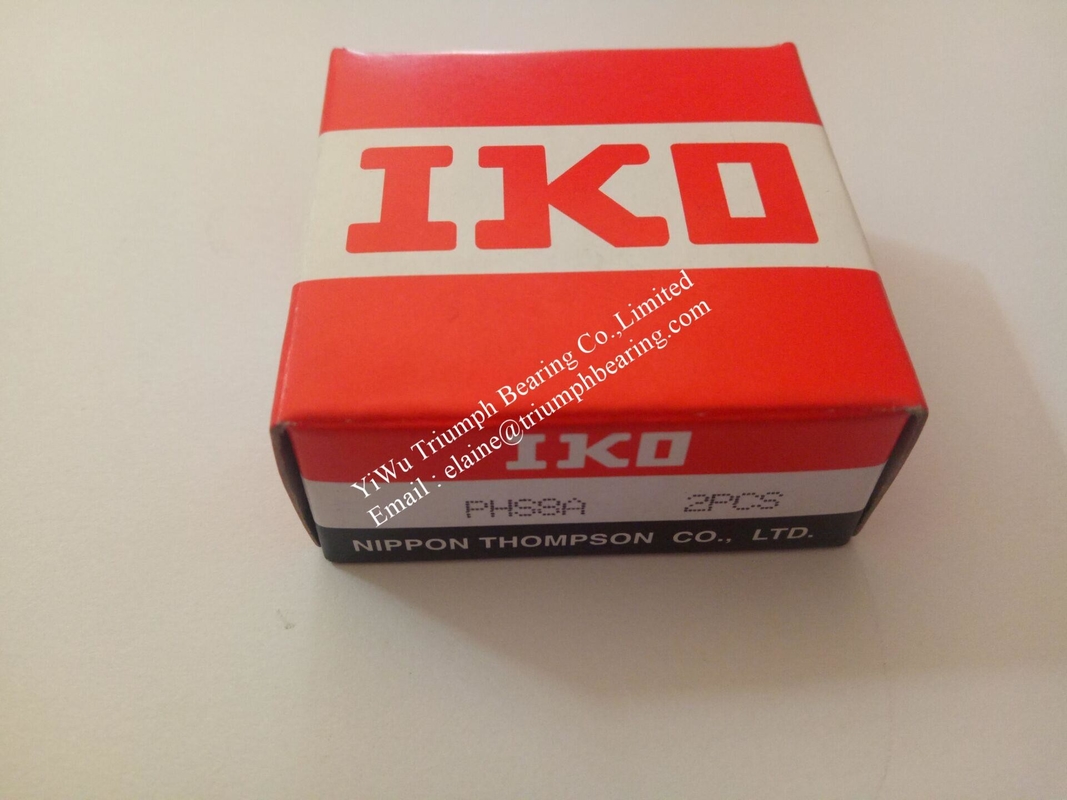 IKO
YiWu Triumph Bearing Co.,Limited
Email : elaine@triumphbearing.com
IKO
PHS8A 2PCS
NIPPON THOMPSON CO., LTD.